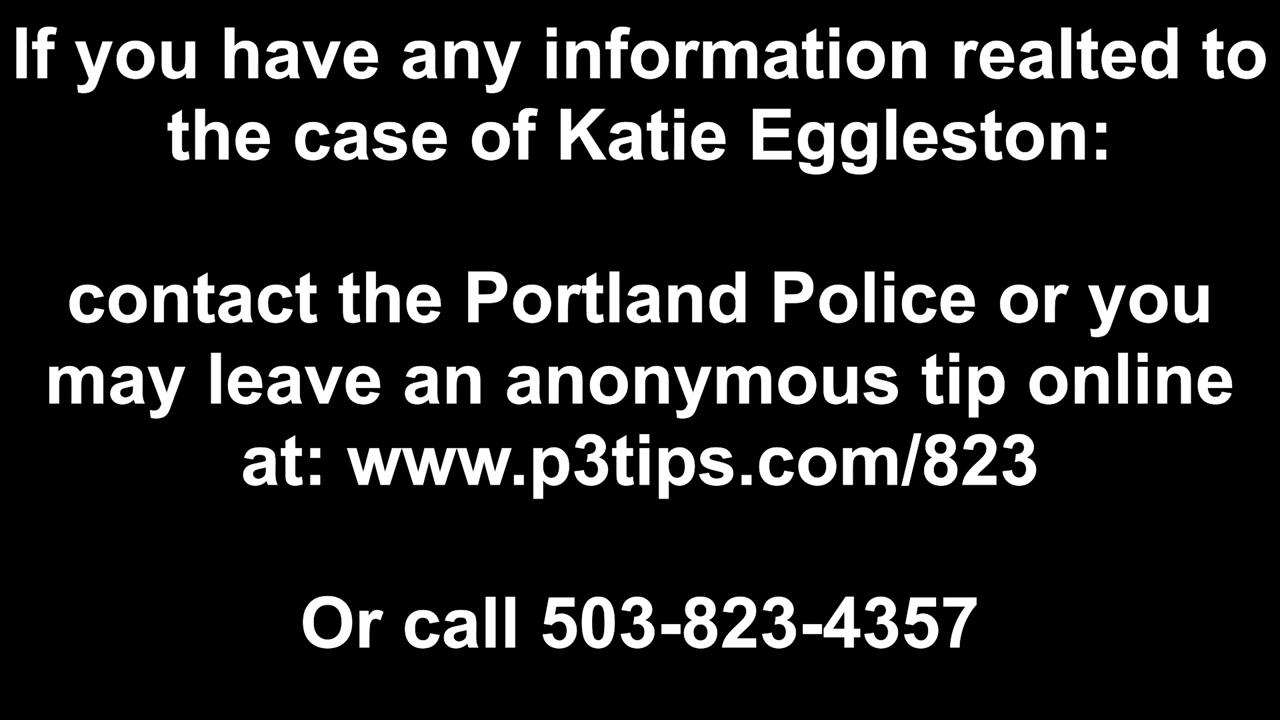 If you have any information realted to
the case of Katie Eggleston:
contact the Portland Police or you
may leave an anonymous tip online
at: www.p3tips.com/823
Or call 503-823-4357